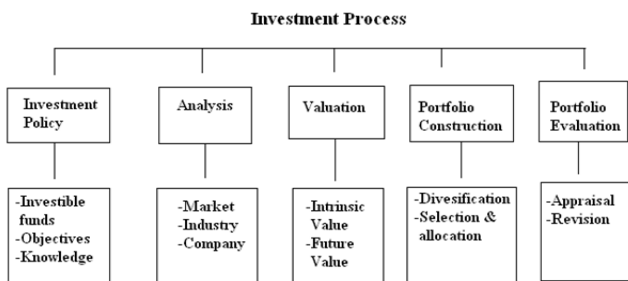 Investment Process
Investment
Policy
Analysis
Valuation
Portfolio
Construction
Portfolio
Evaluation
-Investible
funds
-Objectives
-Knowledge
-Market
-Industry
-Company
-Intrinsic
Value
-Future
Value
-Divesification
-Selection &
allocation
-Appraisal
-Revision